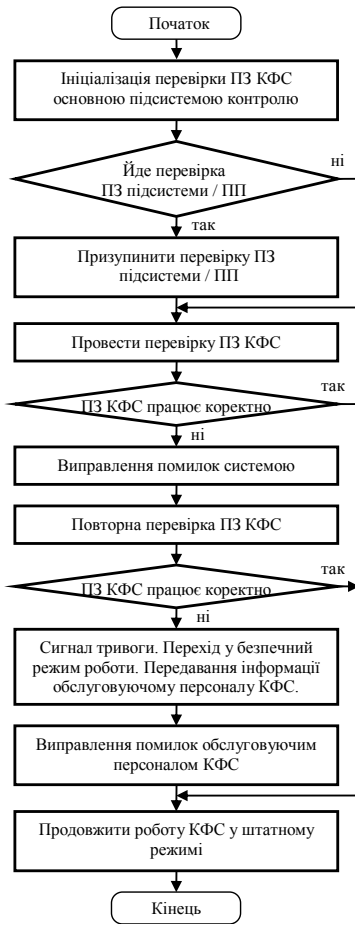 Початок
Ініціалізація перевірки ПЗ КФС
основною підсистемою контролю
Йде перевірка
ПЗ підсистеми / ПП
ні
так
Призупинити перевірку ПЗ
підсистеми / ПП
Провести перевірку ПЗ КФС
ПЗ КФС працює коректно
так
ні
Виправлення помилок системою
Повторна перевірка ПЗ КФС
ПЗ КФС працює коректно
так
ні
Сигнал тривоги. Перехід у безпечний
режим роботи. Передавання інформації
обслуговуючому персоналу КФС.
Виправлення помилок обслуговуючим
персоналом КФС
Продовжити роботу КФС у штатному
режимі
Кінець